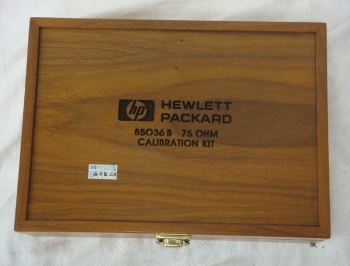 hp HEWLETT
PACKARD
85036B 75 OHM
CALIBRATION KIT